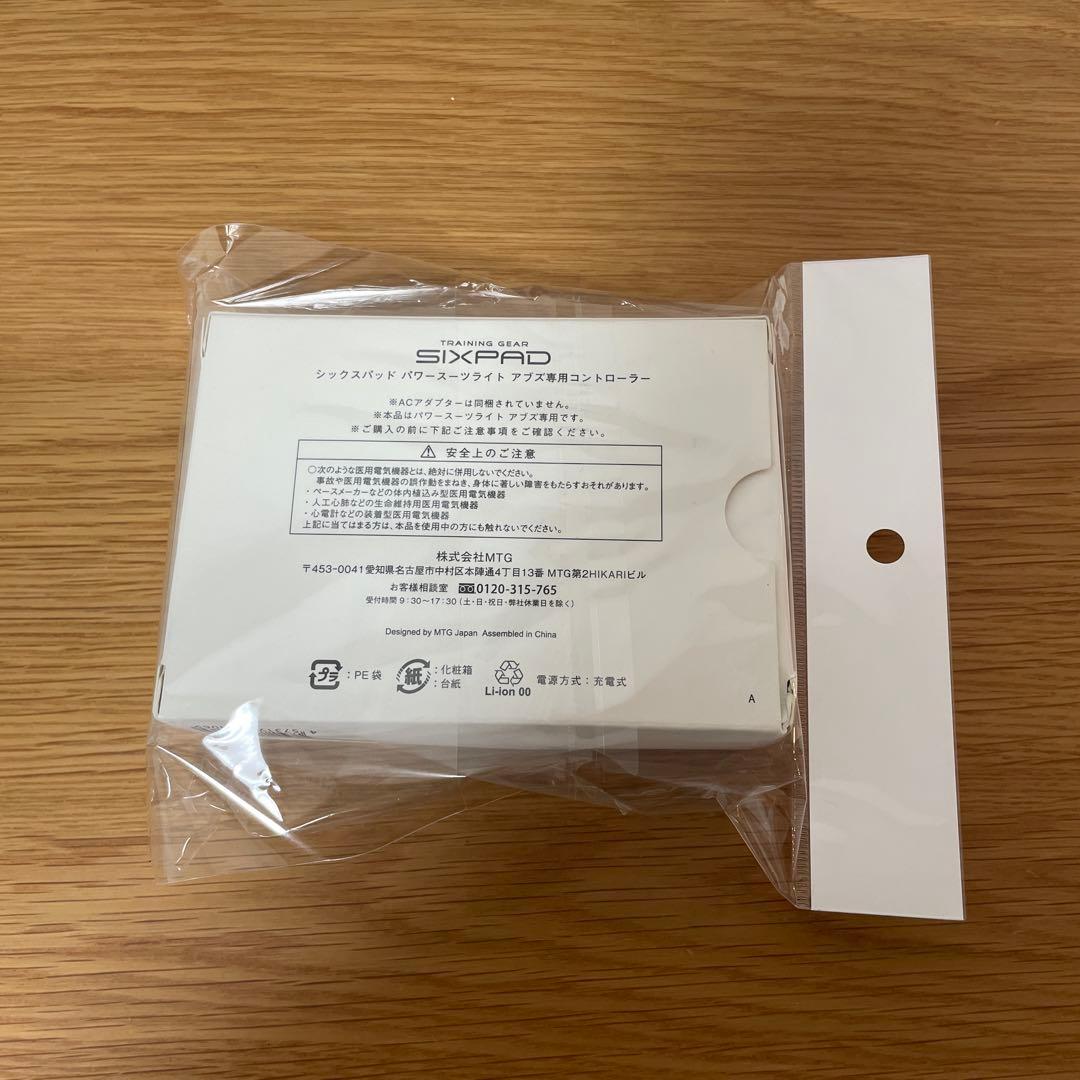 TRAINING GEAR
SIXPAD
シックスパッド パワースーツライト アブズ専用コントローラー
※ACアダプターは同梱されていません。
※本品はパワースーツライト アブズ専用です。
※ご購入の前に下記ご注意事項をご確認ください。
安全上のご注意
○次のような医用電気機器とは、絶対に併用しないでください。
事故や医用電気機器の誤作動をまねき、身体に著しい障害をもたらすおそれがあります。
・ペースメーカーなどの体内植込み型医用電気機器
・人工心肺などの生命維持用医用電気機器
・心電計などの装着型医用電気機器
上記に当てはまる方は、本品を使用中の方にも触れないでください。
株式会社MTG
〒453-0041 愛知県名古屋市中村区本陣通4丁目13番 MTG第2HIKARIビル
お客様相談室 0120-315-765
受付時間 9:30～17:30（土・日・祝日・弊社休業日を除く）
Designed by MTG Japan Assembled in China
プラ : PE袋 紙 : 化粧箱 : 台紙 Li-ion 00 電源方式 : 充電式
A